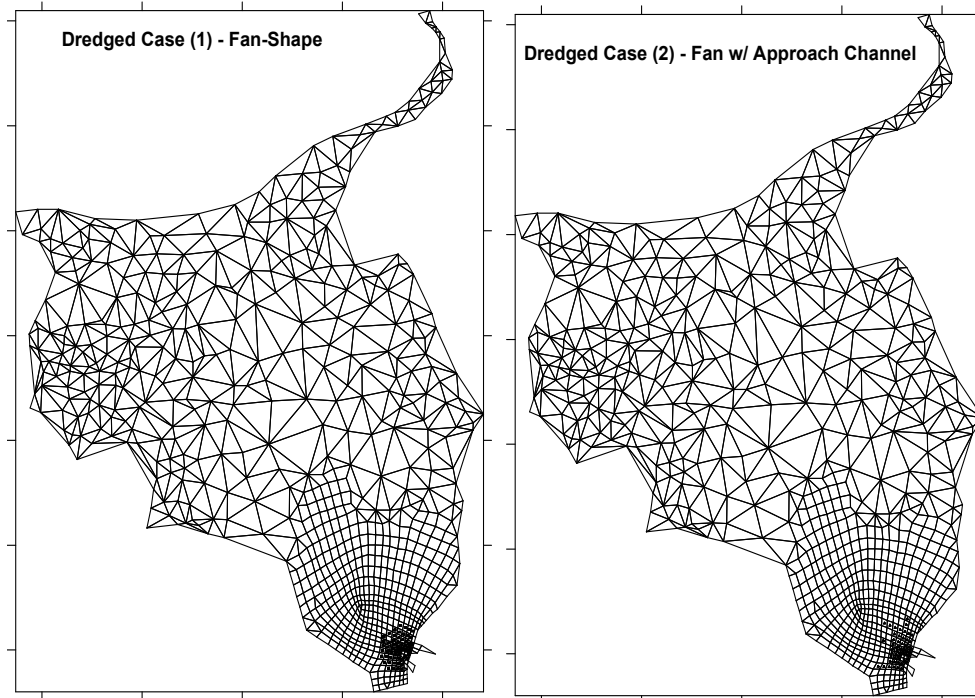 Dredged Case (1) - Fan-Shape
Dredged Case (2) - Fan w/ Approach Channel